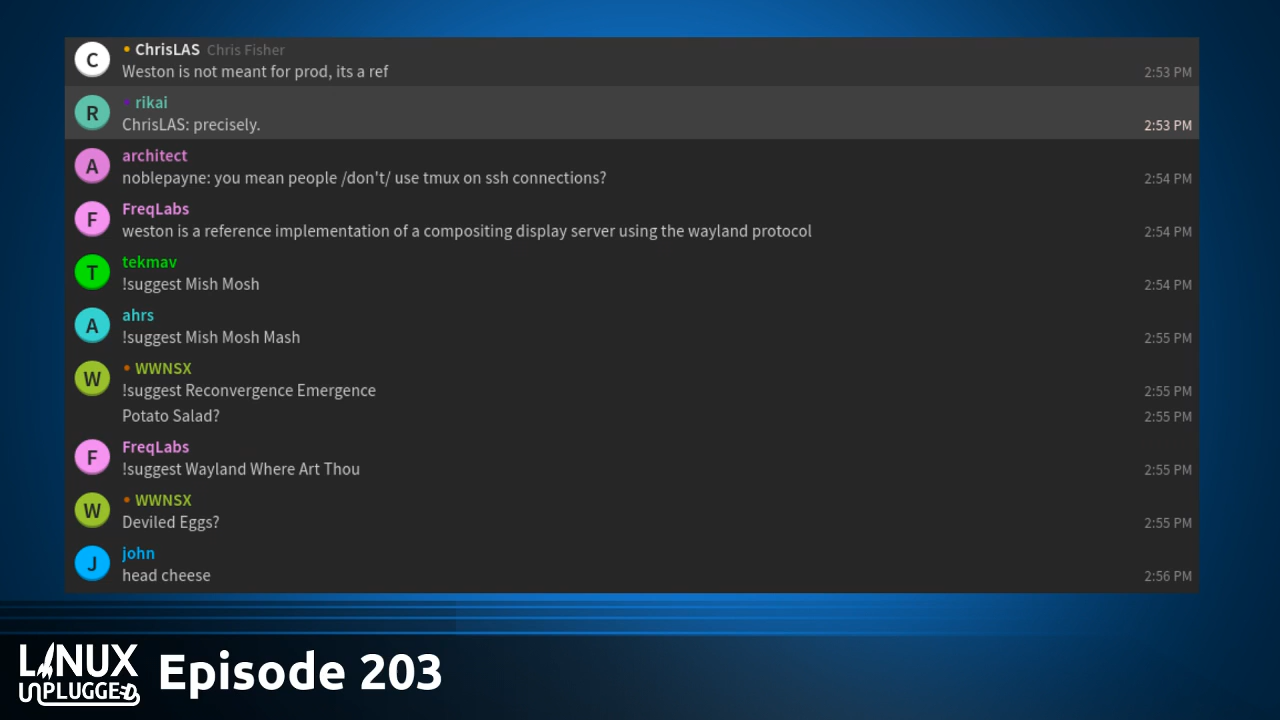 C
ChrisLAS Chris Fisher
Weston is not meant for prod, its a ref 2:53 PM
R
rikai
ChrisLAS: precisely. 2:53 PM
A
architect
noblepayne: you mean people /don't/ use tmux on ssh connections? 2:54 PM
F
FreqLabs
weston is a reference implementation of a compositing display server using the wayland protocol 2:54 PM
T
tekmav
!suggest Mish Mosh 2:54 PM
A
ahrs
!suggest Mish Mosh Mash 2:55 PM
W
WWNSX
!suggest Reconvergence Emergence 2:55 PM
Potato Salad? 2:55 PM
F
FreqLabs
!suggest Wayland Where Art Thou 2:55 PM
W
WWNSX
Deviled Eggs? 2:55 PM
J
john
head cheese 2:56 PM
LINUX
UNPLUGGED
Episode 203